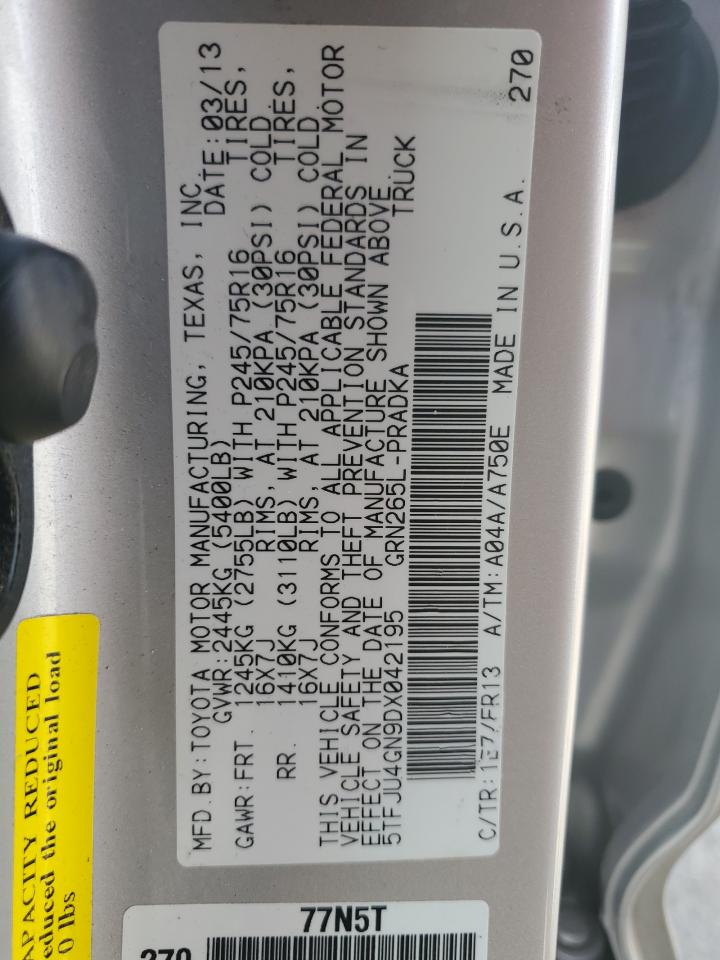 MFD. BY: TOYOTA MOTOR MANUFACTURING, TEXAS, INC.
GVWR: 2445KG (5400LB) DATE: 03/13
GAWR: FRT. 1245KG (2755LB) WITH P245/75R16 TIRES,
16X7J RIMS, AT 210KPA (30PSI) COLD
RR. 1410KG (3110LB) WITH P245/75R16 TIRES,
16X7J RIMS, AT 210KPA (30PSI) COLD
THIS VEHICLE CONFORMS TO ALL APPLICABLE FEDERAL MOTOR
VEHICLE SAFETY AND THEFT PREVENTION STANDARDS IN
EFFECT ON THE DATE OF MANUFACTURE SHOWN ABOVE.
5TFJU4GN9DX042195 GRN265L-PRADKA TRUCK
C/TR: 1E7/FR13 A/TM: A04A/A750E MADE IN U.S.A. 270
APACITY REDUCED
educed the original load
0 lbs
77N5T
270